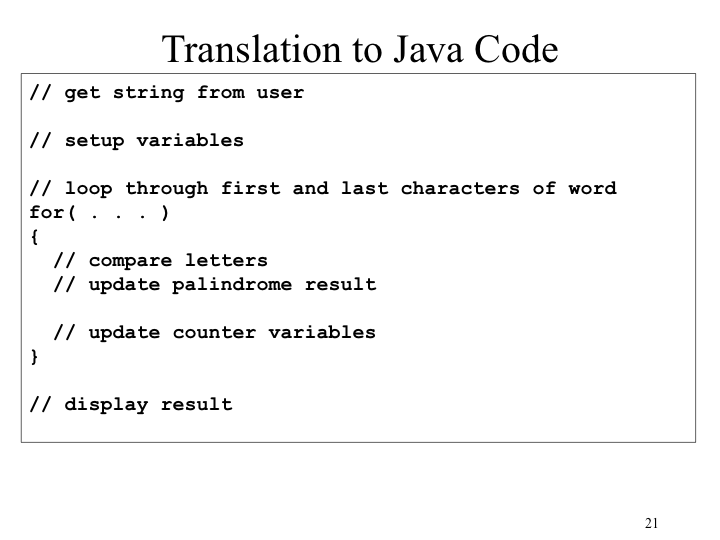 Translation to Java Code
// get string from user
// setup variables
// loop through first and last characters of word
for( . . . )
{
// compare letters
// update palindrome result
// update counter variables
}
// display result
21